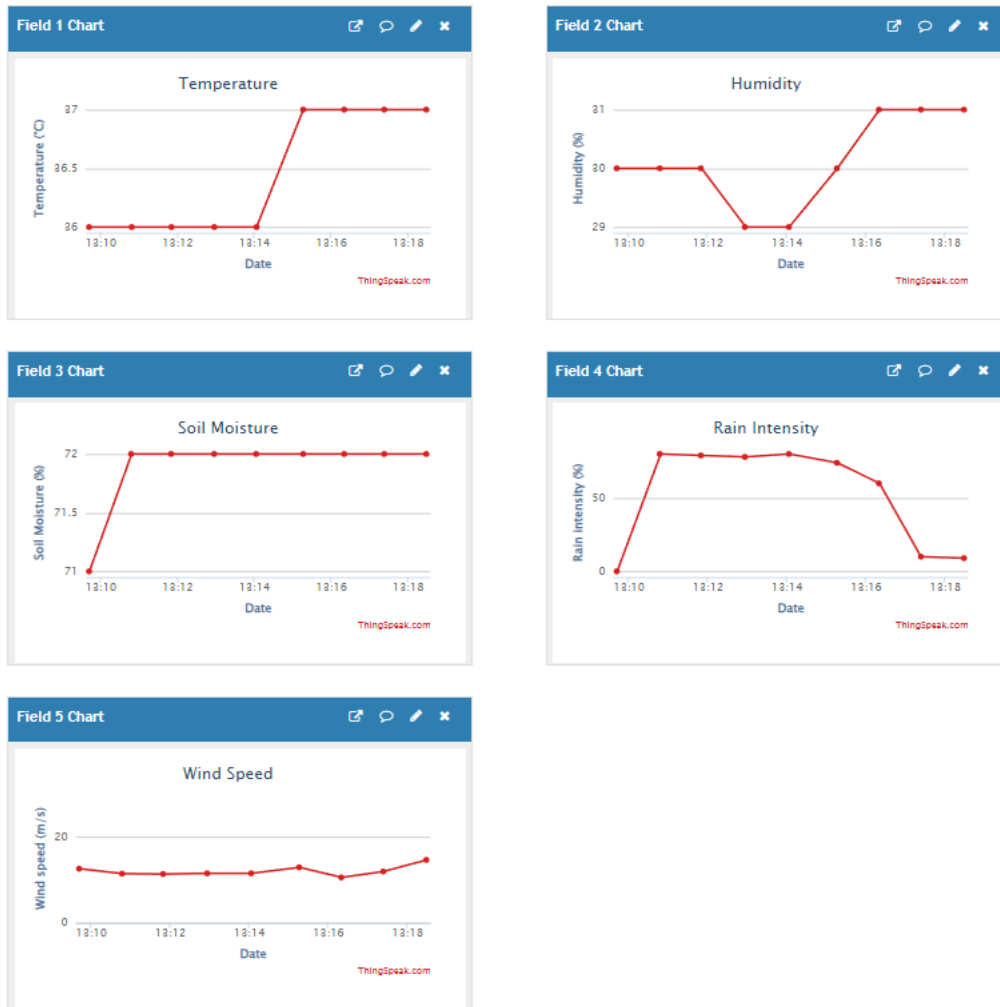 Field 1 Chart
Temperature
Temperature (°C)
37
36.5
36
13:10 13:12 13:14 13:16 13:18
Date
ThingSpeak.com
Field 2 Chart
Humidity
Humidity (%)
31
30
29
13:10 13:12 13:14 13:16 13:18
Date
ThingSpeak.com
Field 3 Chart
Soil Moisture
Soil Moisture (%)
72
71.5
71
13:10 13:12 13:14 13:16 13:18
Date
ThingSpeak.com
Field 4 Chart
Rain Intensity
Rain intensity (%)
50
0
13:10 13:12 13:14 13:16 13:18
Date
ThingSpeak.com
Field 5 Chart
Wind Speed
Wind speed (m/s)
20
0
13:10 13:12 13:14 13:16 13:18
Date
ThingSpeak.com